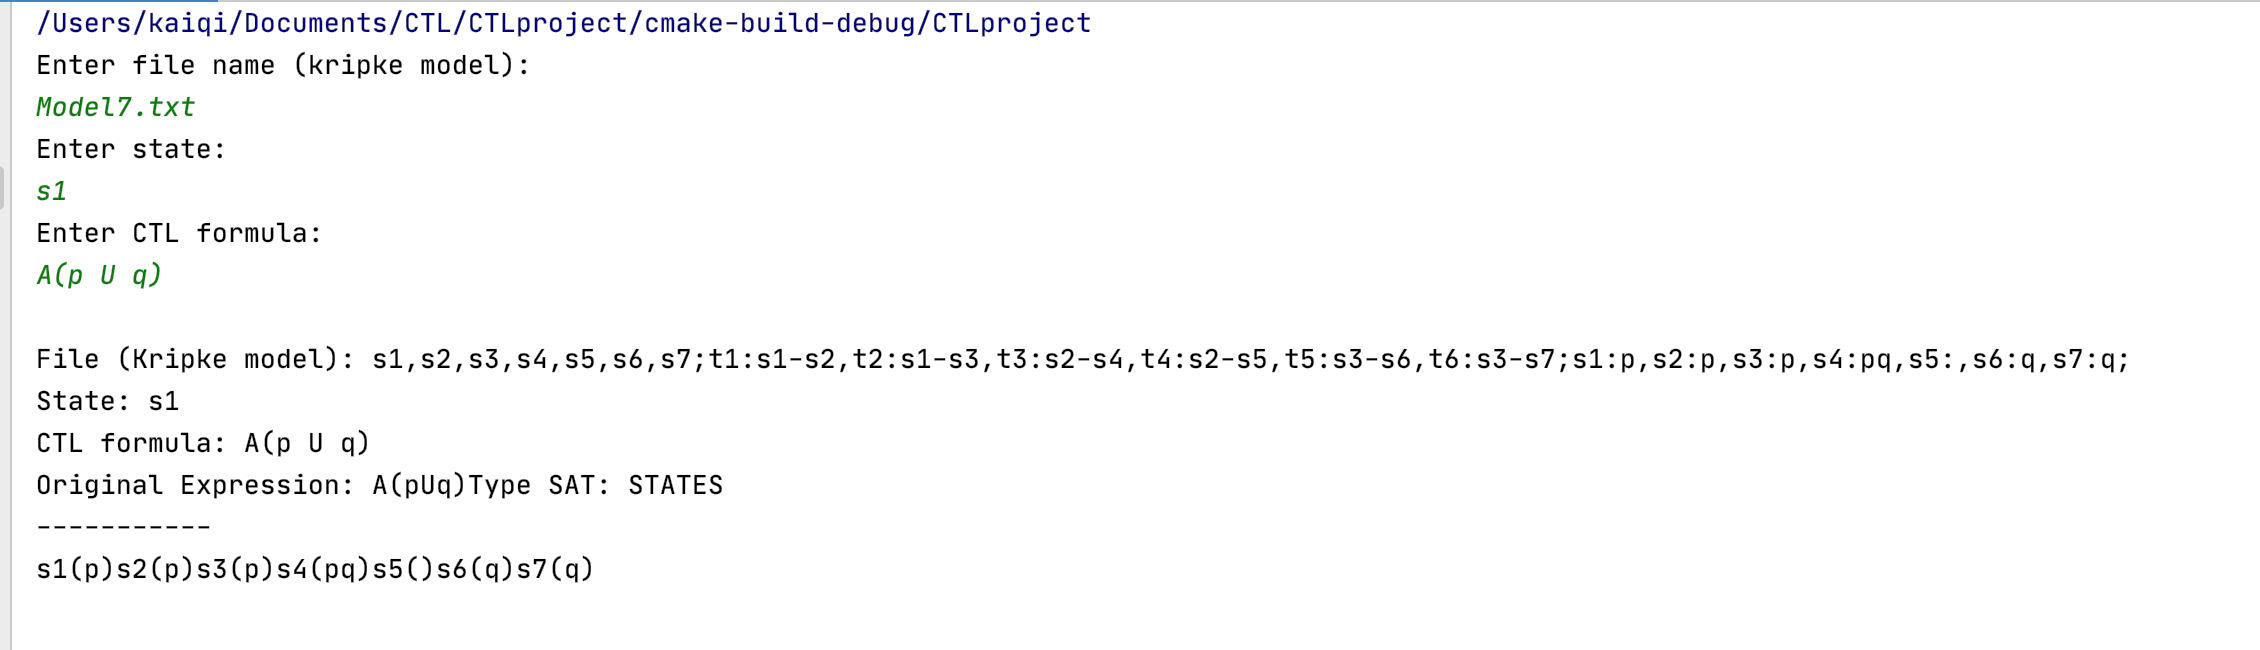 /Users/kaiqi/Documents/CTL/CTLproject/cmake-build-debug/CTLproject
Enter file name (kripke model):
Model7.txt
Enter state:
s1
Enter CTL formula:
A(p U q)
File (Kripke model): s1,s2,s3,s4,s5,s6,s7;t1:s1-s2,t2:s1-s3,t3:s2-s4,t4:s2-s5,t5:s3-s6,t6:s3-s7;s1:p,s2:p,s3:p,s4:pq,s5:,s6:q,s7:q;
State: s1
CTL formula: A(p U q)
Original Expression: A(pUq)Type SAT: STATES
-----------
s1(p)s2(p)s3(p)s4(pq)s5()s6(q)s7(q)